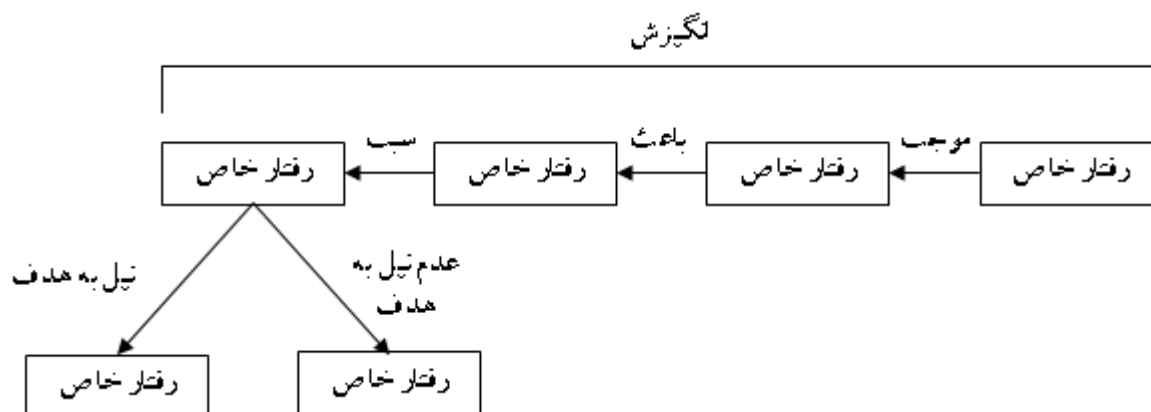 انگیزش
موجب
باعث
سبب
رفتار خاص
رفتار خاص
رفتار خاص
رفتار خاص
عدم نیل به
هدف
نیل به هدف
رفتار خاص
رفتار خاص